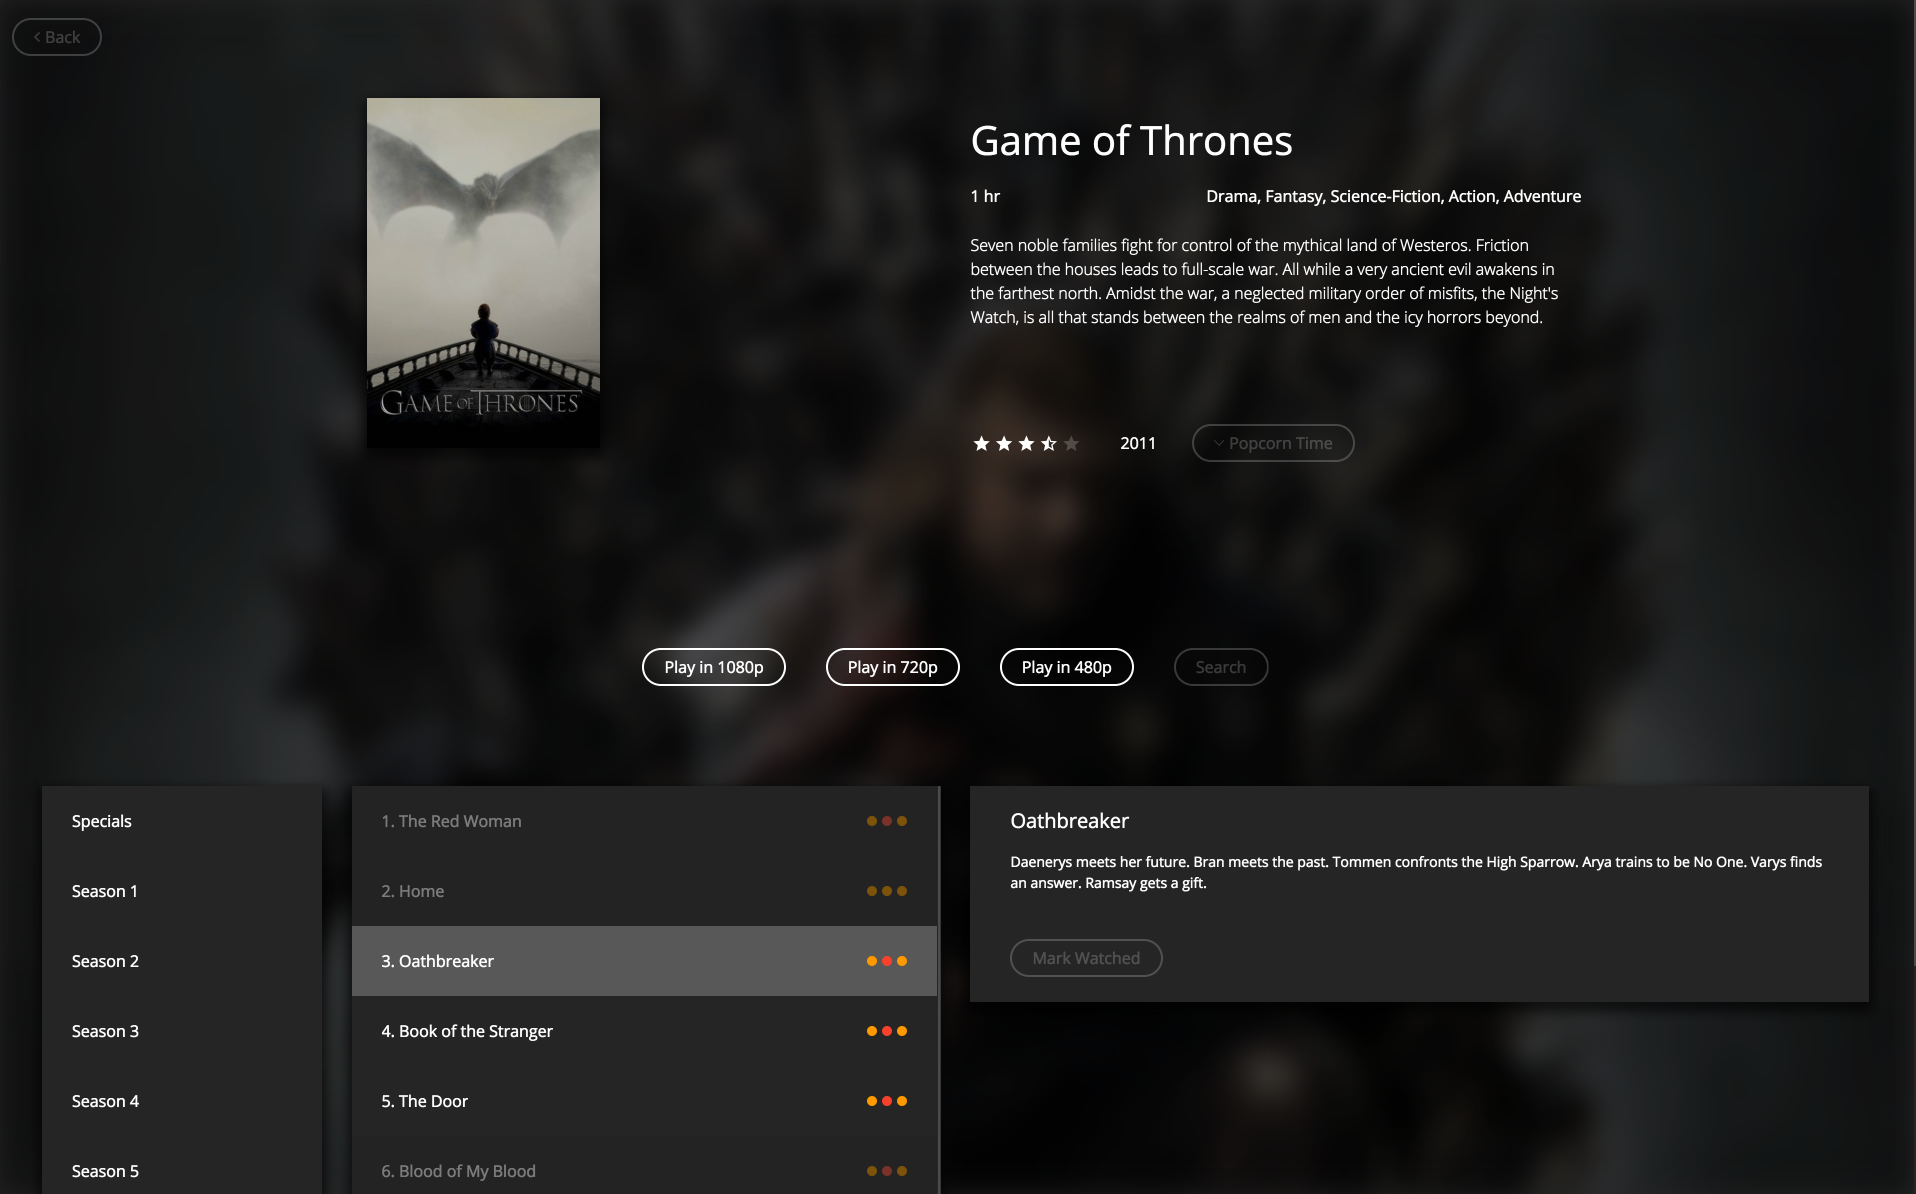 Back
GAME OF THRONES
Game of Thrones
1 hr
Drama, Fantasy, Science-Fiction, Action, Adventure
Seven noble families fight for control of the mythical land of Westeros. Friction
between the houses leads to full-scale war. All while a very ancient evil awakens in
the farthest north. Amidst the war, a neglected military order of misfits, the Night's
Watch, is all that stands between the realms of men and the icy horrors beyond.
2011
Popcorn Time
Play in 1080p
Play in 720p
Play in 480p
Search
Specials
Season 1
Season 2
Season 3
Season 4
Season 5
1. The Red Woman
2. Home
3. Oathbreaker
4. Book of the Stranger
5. The Door
6. Blood of My Blood
Oathbreaker
Daenerys meets her future. Bran meets the past. Tommen confronts the High Sparrow. Arya trains to be No One. Varys finds
an answer. Ramsay gets a gift.
Mark Watched